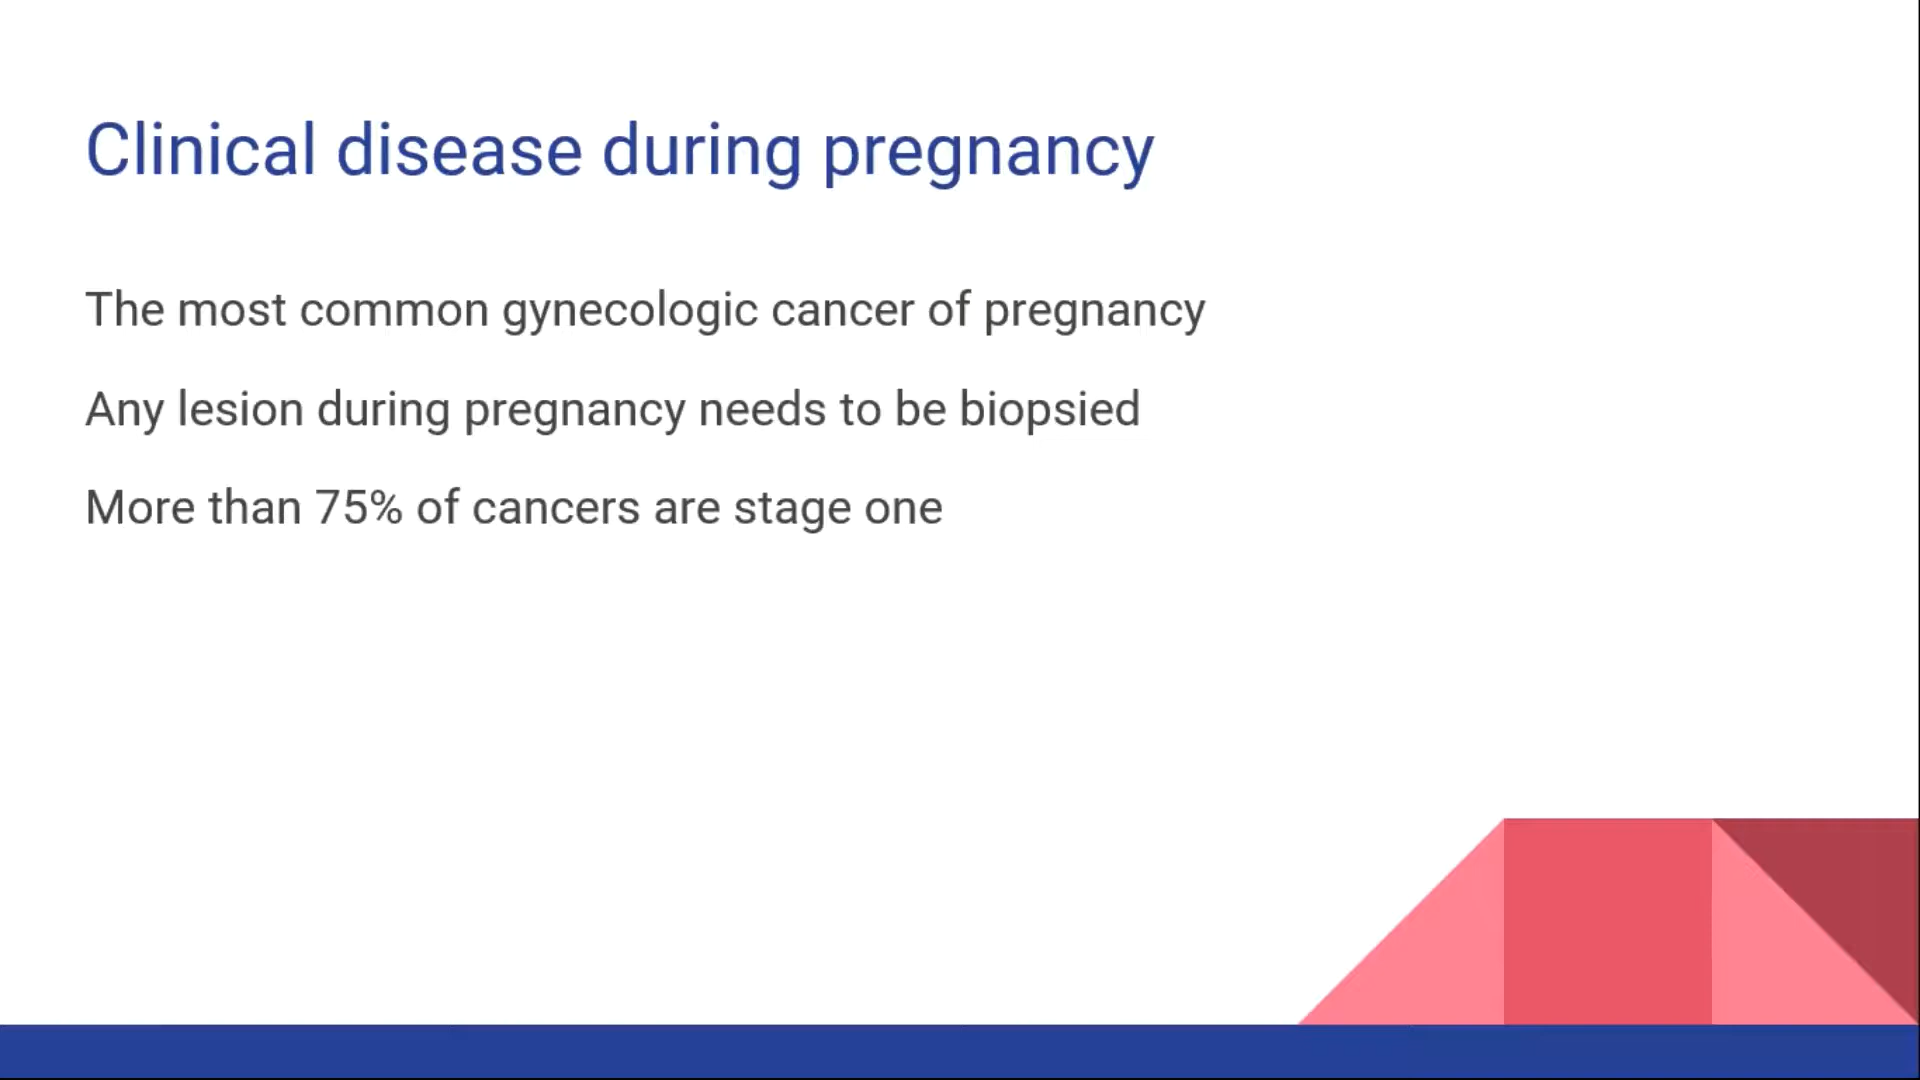 Clinical disease during pregnancy
The most common gynecologic cancer of pregnancy
Any lesion during pregnancy needs to be biopsied
More than 75% of cancers are stage one